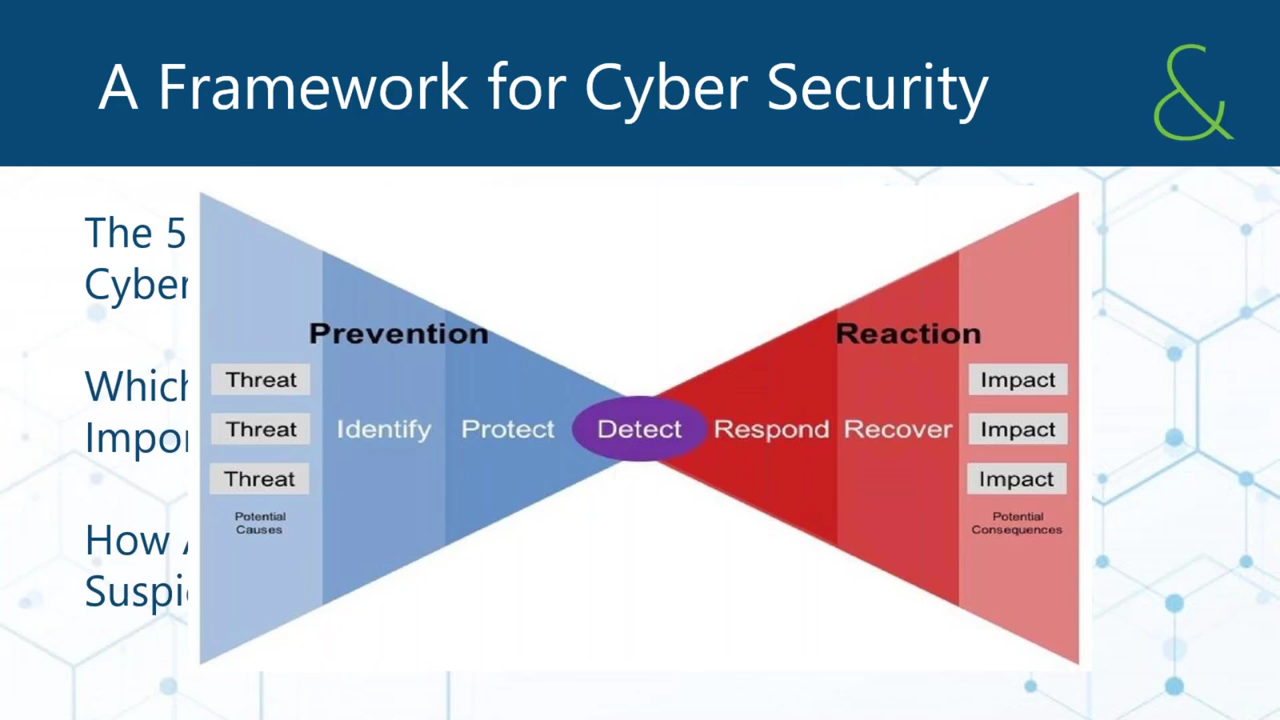 A Framework for Cyber Security
&
The 5
Cyber
Which
Impor
How
Suspi
Prevention
Reaction
Threat
Threat
Threat
Potential
Causes
Identify
Protect
Detect
Respond
Recover
Impact
Impact
Impact
Potential
Consequences